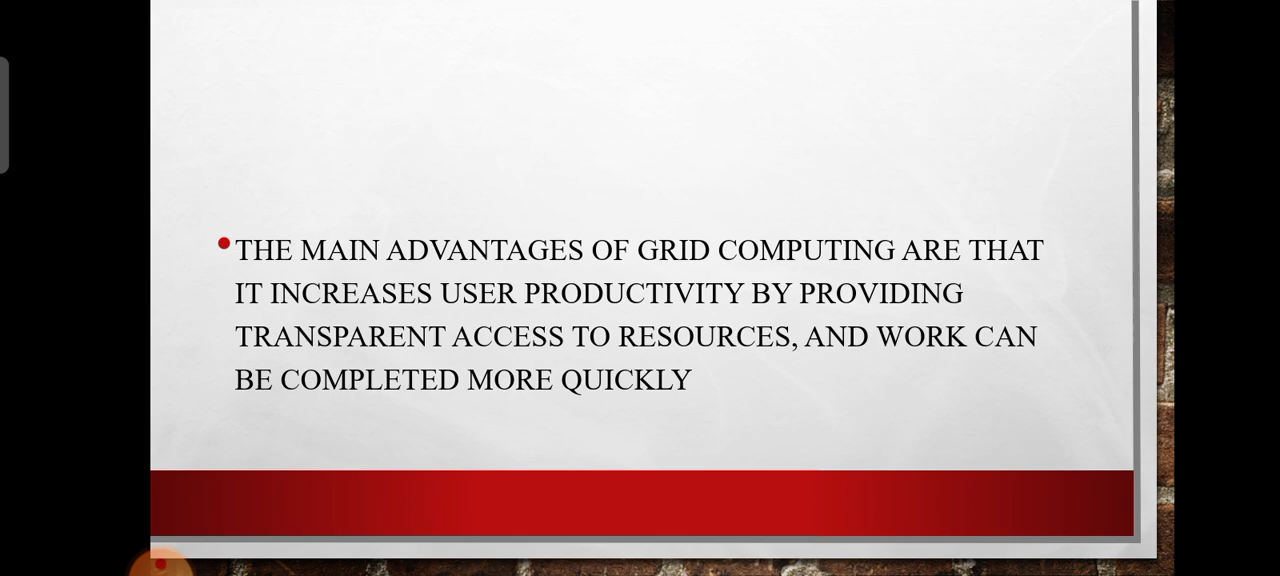 •THE MAIN ADVANTAGES OF GRID COMPUTING ARE THAT
IT INCREASES USER PRODUCTIVITY BY PROVIDING
TRANSPARENT ACCESS TO RESOURCES, AND WORK CAN
BE COMPLETED MORE QUICKLY